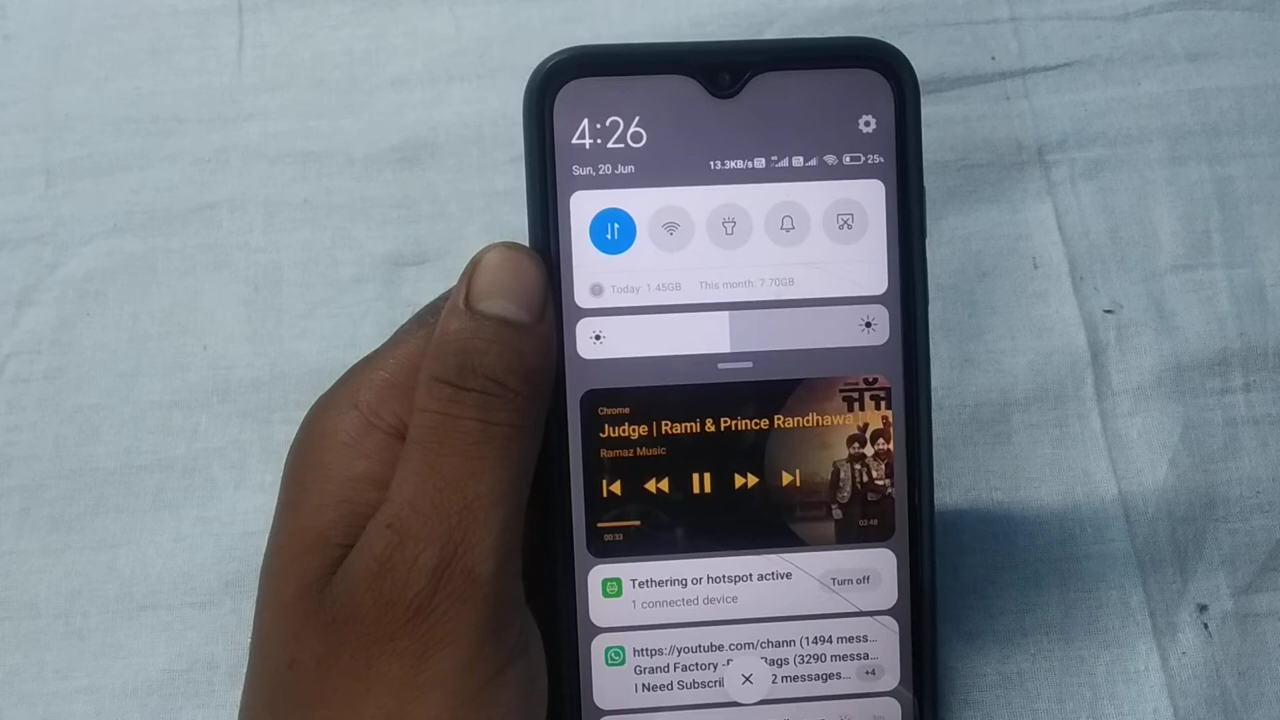 4:26
Sun, 20 Jun
13.3KB/s
25%
Today: 1.45GB This month: 7.70GB
Chrome
Judge | Rami & Prince Randhawa |
ਜੱਜ
Ramaz Music
00:33
03:48
Tethering or hotspot active
Turn off
1 connected device
https://youtube.com/chann (1494 mess…
Grand Factory Bags (3290 messa…
I Need Subscri 2 messages…
+4